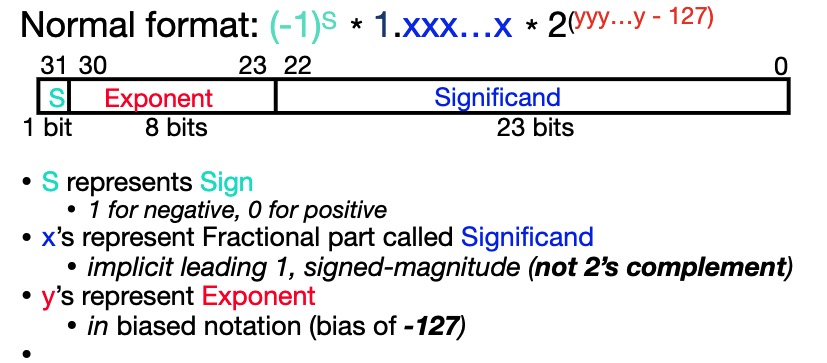 Normal format: (-1)^S * 1.xxx…x * 2^(yyy…y - 127)
31 30 23 22 0
S Exponent Significand
1 bit 8 bits 23 bits
• S represents Sign
• 1 for negative, 0 for positive
• x's represent Fractional part called Significand
• implicit leading 1, signed-magnitude (not 2's complement)
• y's represent Exponent
• in biased notation (bias of -127)
•